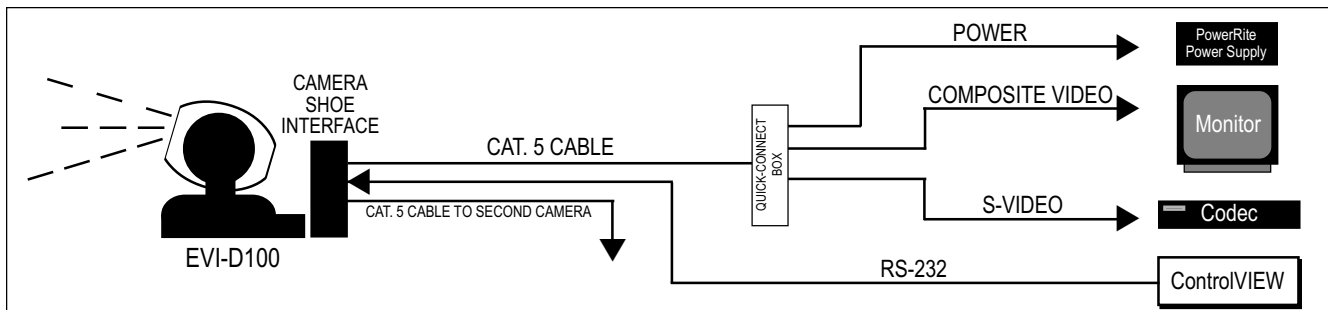 POWER
PowerRite
Power Supply
CAMERA
SHOE
INTERFACE
COMPOSITE VIDEO
Monitor
CAT. 5 CABLE
QUICK-CONNECT
BOX
CAT. 5 CABLE TO SECOND CAMERA
S-VIDEO
Codec
EVI-D100
RS-232
ControlVIEW